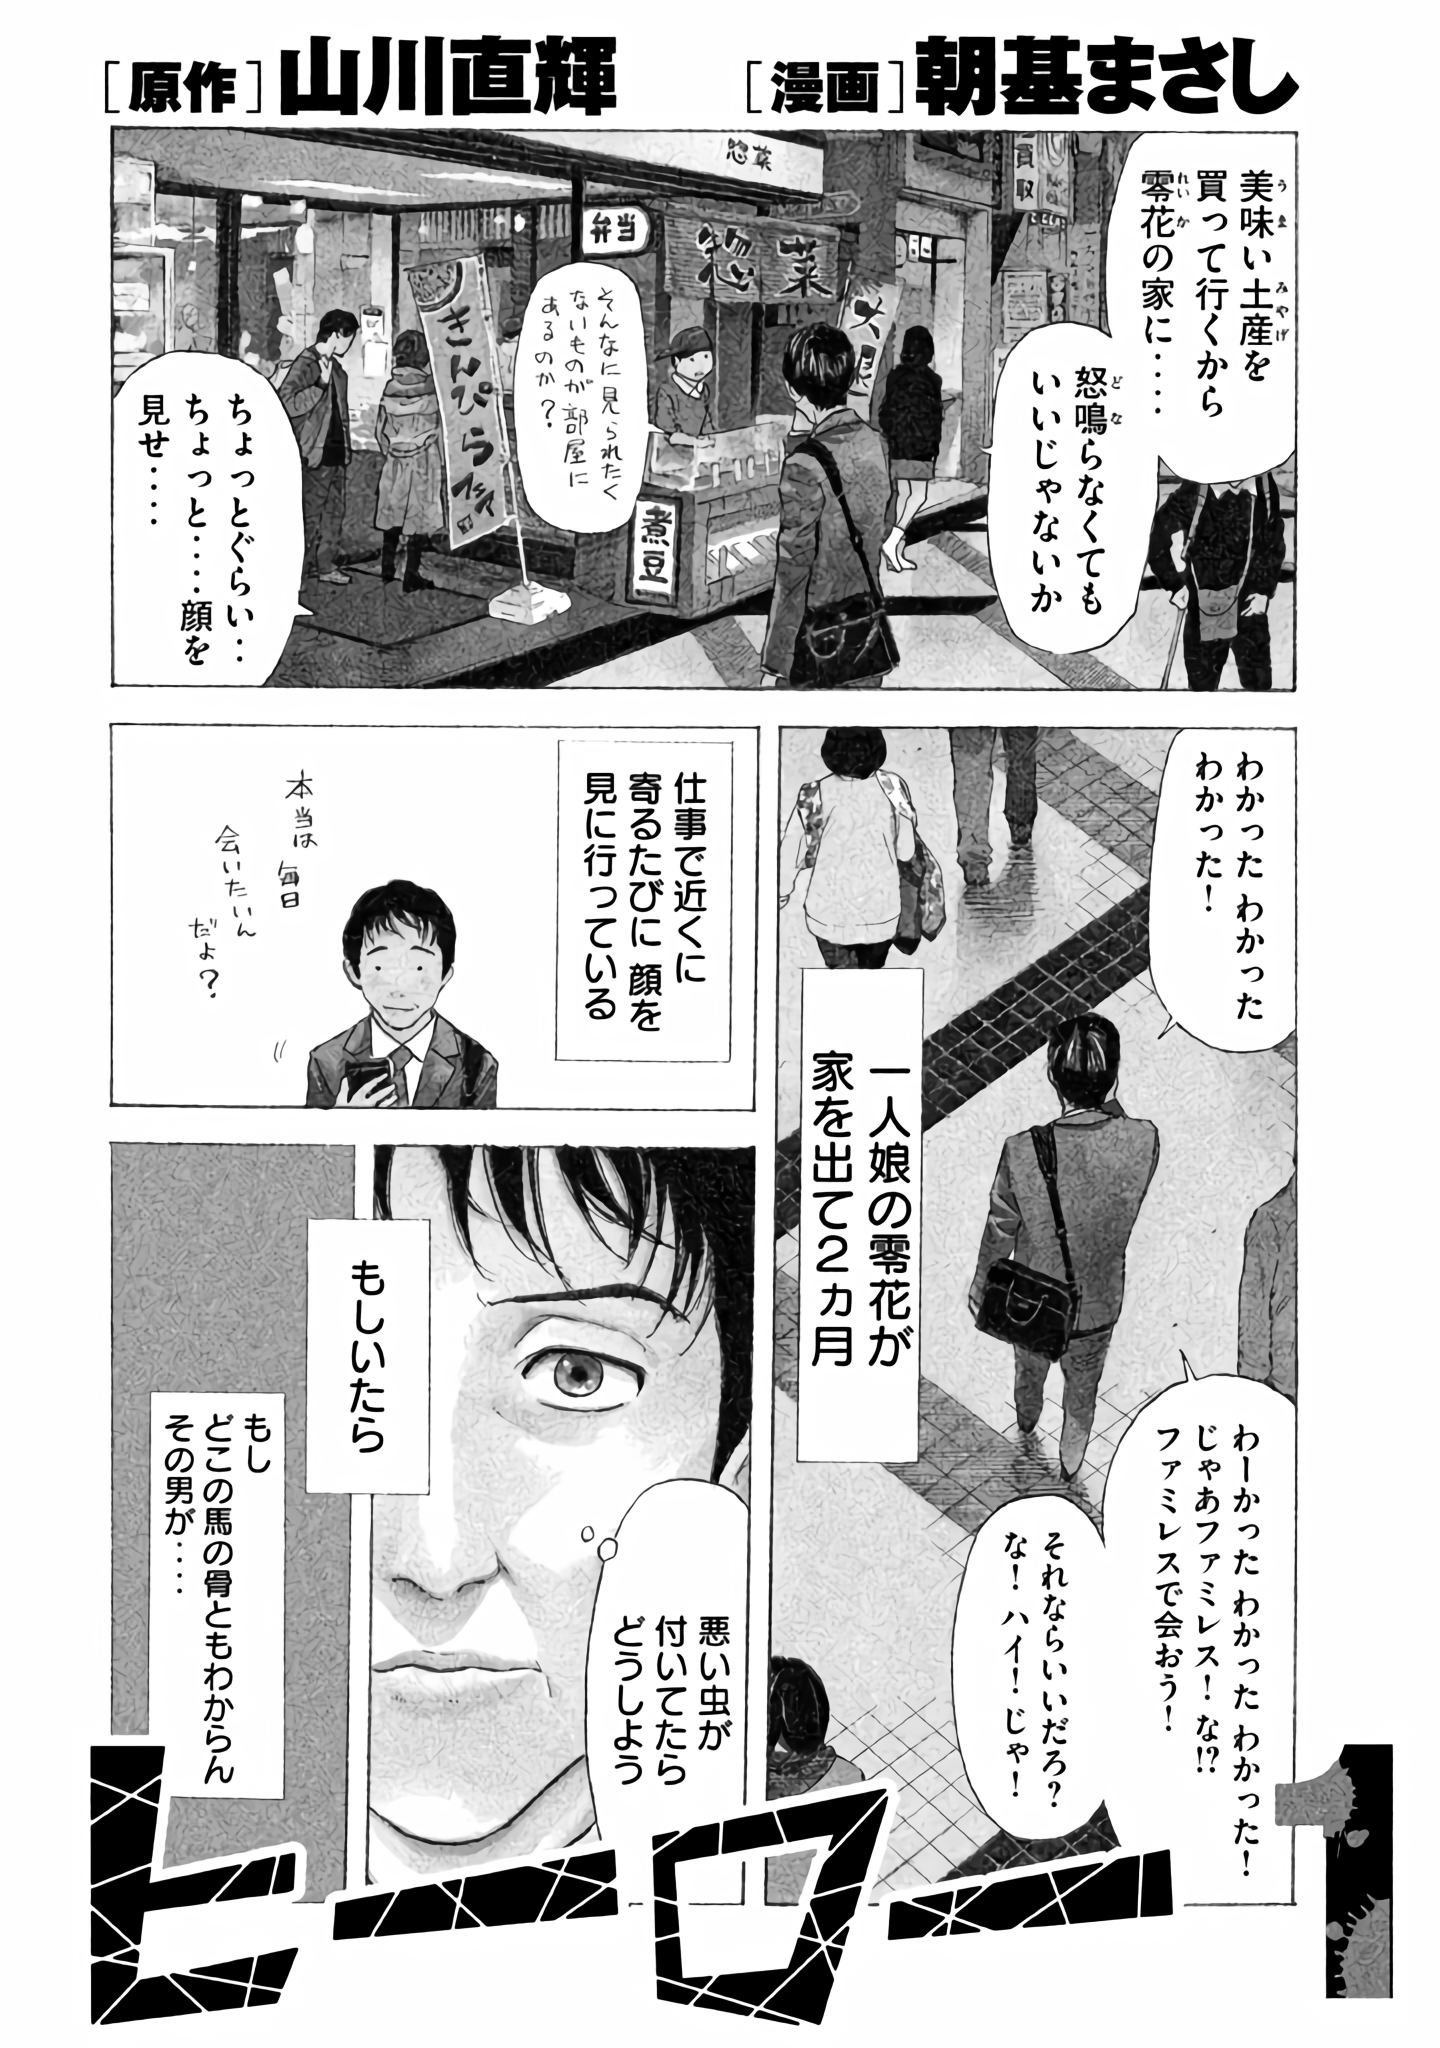 [原作]山川直輝
[漫画]朝基まさし
美味い土産を
買って行くから
零花の家に‥‥
怒鳴らなくても
いいじゃないか
惣菜
弁当
惣菜
そんなに見られたく
ないものが部屋に
あるのか?
きんぴら
煮豆
ちょっとぐらい‥
ちょっと‥‥顔を
見せ‥‥
わかった わかった
わかった!
一人娘の零花が
家を出て2ヵ月
わーかった わかった わかった!
じゃあファミレス! な!?
ファミレスで会おう!
それならいいだろ?
な! ハイ! じゃ!
仕事で近くに
寄るたびに 顔を
見に行っている
本当は 毎日
会いたいん
だよ?
悪い虫が
付いてたら
どうしよう
もしいたら
もし
どこの馬の骨ともわからん
その男が‥‥
ヒーロー
1